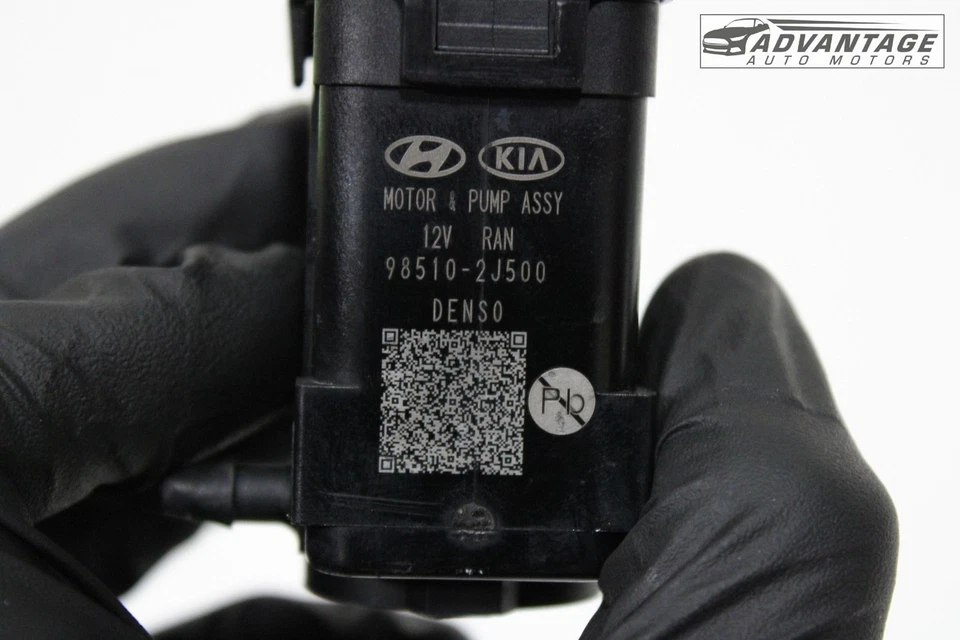 ADVANTAGE
AUTO MOTORS
KIA
MOTOR & PUMP ASSY
12V RAN
98510-2J500
DENSO
Pb